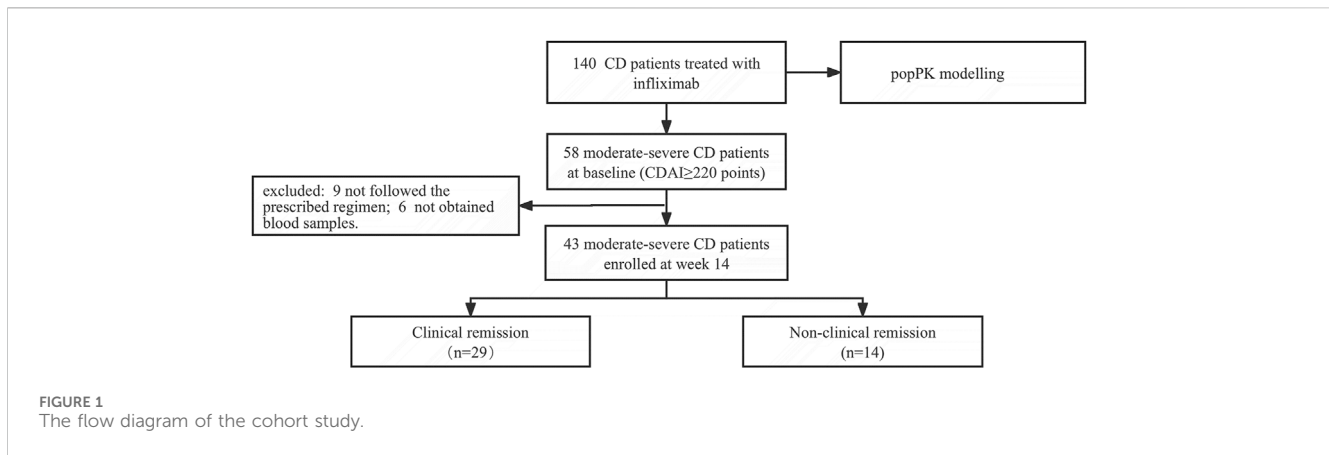 140 CD patients treated with
infliximab
popPK modelling
58 moderate-severe CD patients
at baseline (CDAI≥220 points)
excluded: 9 not followed the
prescribed regimen; 6 not obtained
blood samples.
43 moderate-severe CD patients
enrolled at week 14
Clinical remission
（n=29）
Non-clinical remission
(n=14)
FIGURE 1
The flow diagram of the cohort study.